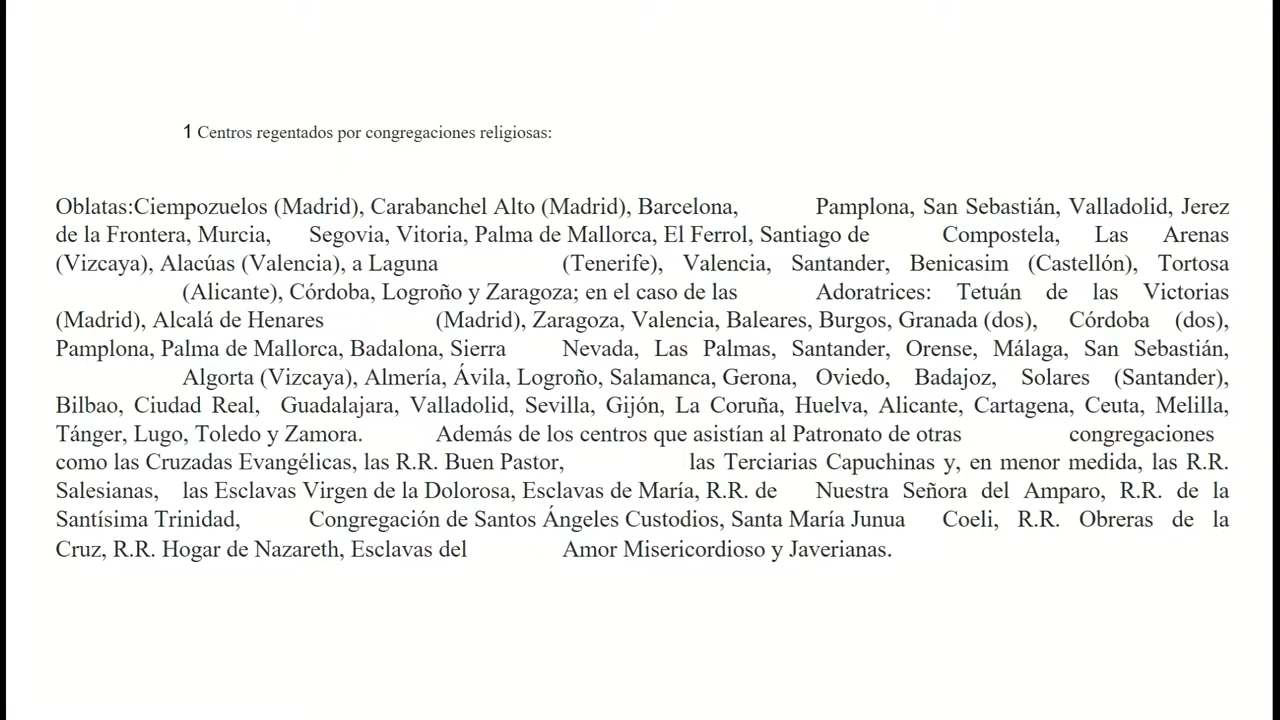 1 Centros regentados por congregaciones religiosas:
Oblatas:Ciempozuelos (Madrid), Carabanchel Alto (Madrid), Barcelona, Pamplona, San Sebastián, Valladolid, Jerez
de la Frontera, Murcia, Segovia, Vitoria, Palma de Mallorca, El Ferrol, Santiago de Compostela, Las Arenas
(Vizcaya), Alacúas (Valencia), a Laguna (Tenerife), Valencia, Santander, Benicasim (Castellón), Tortosa
(Alicante), Córdoba, Logroño y Zaragoza; en el caso de las Adoratrices: Tetuán de las Victorias
(Madrid), Alcalá de Henares (Madrid), Zaragoza, Valencia, Baleares, Burgos, Granada (dos), Córdoba (dos),
Pamplona, Palma de Mallorca, Badalona, Sierra Nevada, Las Palmas, Santander, Orense, Málaga, San Sebastián,
Algorta (Vizcaya), Almería, Ávila, Logroño, Salamanca, Gerona, Oviedo, Badajoz, Solares (Santander),
Bilbao, Ciudad Real, Guadalajara, Valladolid, Sevilla, Gijón, La Coruña, Huelva, Alicante, Cartagena, Ceuta, Melilla,
Tánger, Lugo, Toledo y Zamora. Además de los centros que asistían al Patronato de otras congregaciones
como las Cruzadas Evangélicas, las R.R. Buen Pastor, las Terciarias Capuchinas y, en menor medida, las R.R.
Salesianas, las Esclavas Virgen de la Dolorosa, Esclavas de María, R.R. de Nuestra Señora del Amparo, R.R. de la
Santísima Trinidad, Congregación de Santos Ángeles Custodios, Santa María Junua Coeli, R.R. Obreras de la
Cruz, R.R. Hogar de Nazareth, Esclavas del Amor Misericordioso y Javerianas.